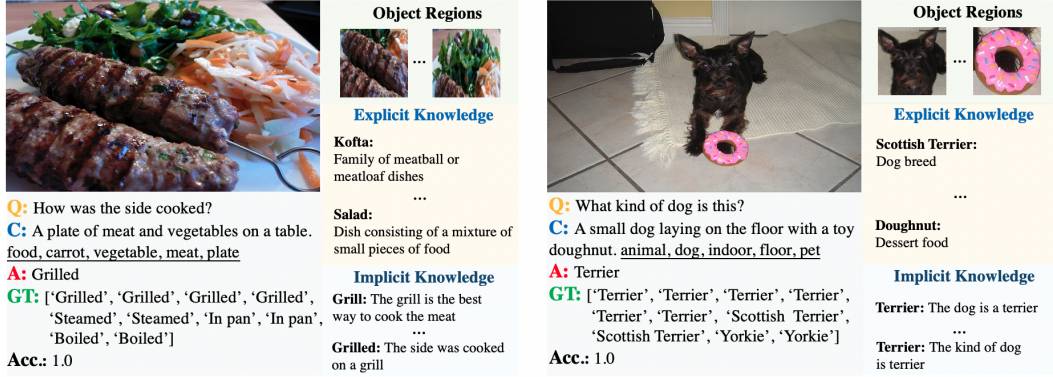 Q: How was the side cooked?
C: A plate of meat and vegetables on a table.
food, carrot, vegetable, meat, plate
A: Grilled
GT: [‘Grilled’, ‘Grilled’, ‘Grilled’, ‘Grilled’,
‘Steamed’, ‘Steamed’, ‘In pan’, ‘In pan’,
‘Boiled’, ‘Boiled’]
Acc.: 1.0
Object Regions
...
Explicit Knowledge
Kofta:
Family of meatball or
meatloaf dishes
...
Salad:
Dish consisting of a mixture of
small pieces of food
Implicit Knowledge
Grill: The grill is the best
way to cook the meat
...
Grilled: The side was cooked
on a grill
Q: What kind of dog is this?
C: A small dog laying on the floor with a toy
doughnut. animal, dog, indoor, floor, pet
A: Terrier
GT: [‘Terrier’, ‘Terrier’, ‘Terrier’, ‘Terrier’,
‘Terrier’, ‘Terrier’, ‘Scottish Terrier’,
‘Scottish Terrier’, ‘Yorkie’, ‘Yorkie’]
Acc.: 1.0
Object Regions
...
Explicit Knowledge
Scottish Terrier:
Dog breed
...
Doughnut:
Dessert food
Implicit Knowledge
Terrier: The dog is a terrier
...
Terrier: The kind of dog
is terrier